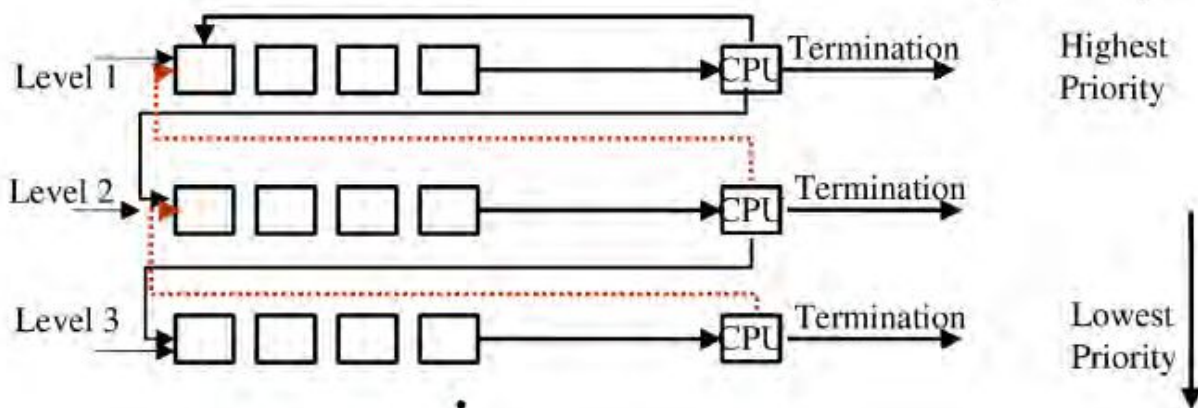 Level 1
CPU
Termination
Highest
Priority
Level 2
CPU
Termination
Level 3
CPU
Termination
Lowest
Priority